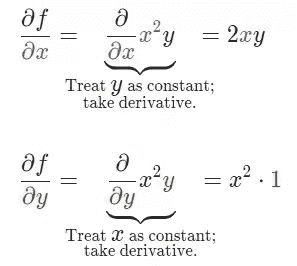 ∂f/∂x = ∂/∂x x²y = 2xy
Treat y as constant;
take derivative.
∂f/∂y = ∂/∂y x²y = x² · 1
Treat x as constant;
take derivative.